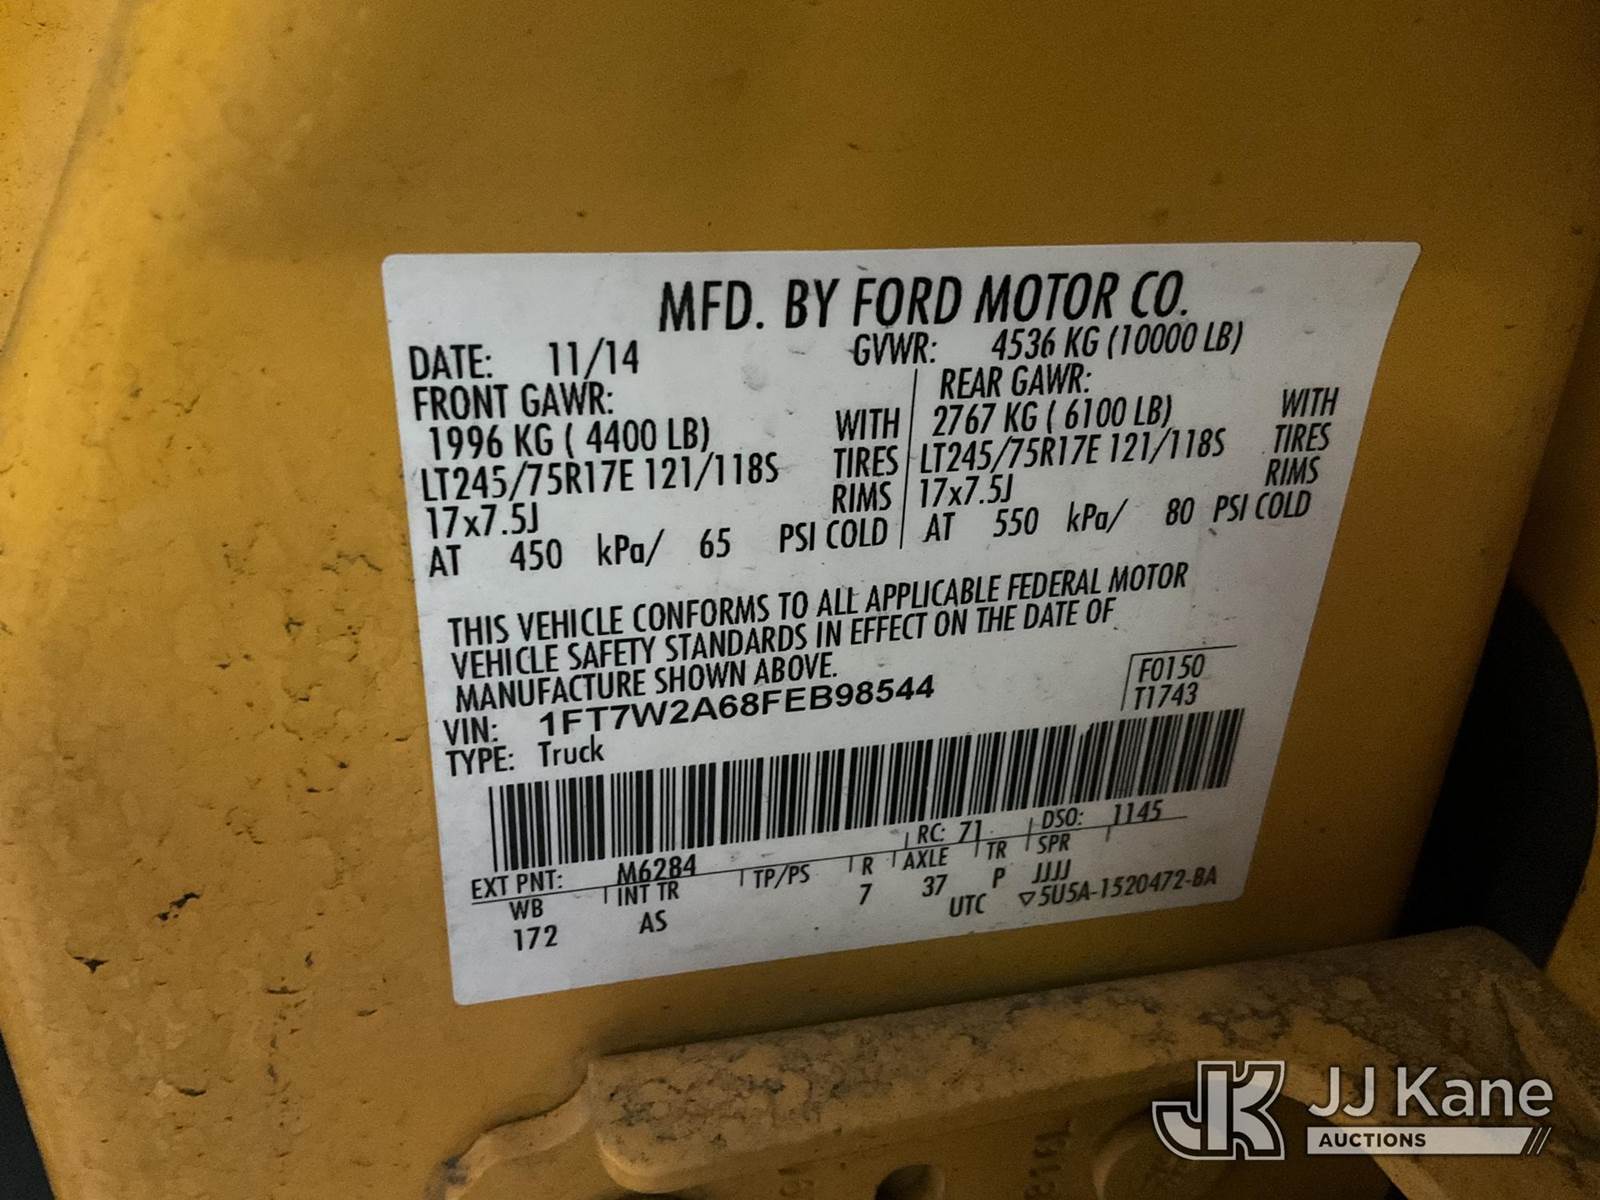 MFD. BY FORD MOTOR CO.
DATE: 11/14 GVWR: 4536 KG (10000 LB)
FRONT GAWR: REAR GAWR:
1996 KG ( 4400 LB) WITH 2767 KG ( 6100 LB) WITH
LT245/75R17E 121/118S TIRES LT245/75R17E 121/118S TIRES
17x7.5J RIMS 17x7.5J RIMS
AT 450 kPa/ 65 PSI COLD AT 550 kPa/ 80 PSI COLD
THIS VEHICLE CONFORMS TO ALL APPLICABLE FEDERAL MOTOR
VEHICLE SAFETY STANDARDS IN EFFECT ON THE DATE OF
MANUFACTURE SHOWN ABOVE.
VIN: 1FT7W2A68FEB98544 F0150
TYPE: Truck T1743
EXT PNT: M6284 RC: 71 DSO: 1145
WB INT TR TP/PS R AXLE TR SPR
172 AS 7 37 P JJJJ
UTC ▽5U5A-1520472-BA
JK JJ Kane
AUCTIONS